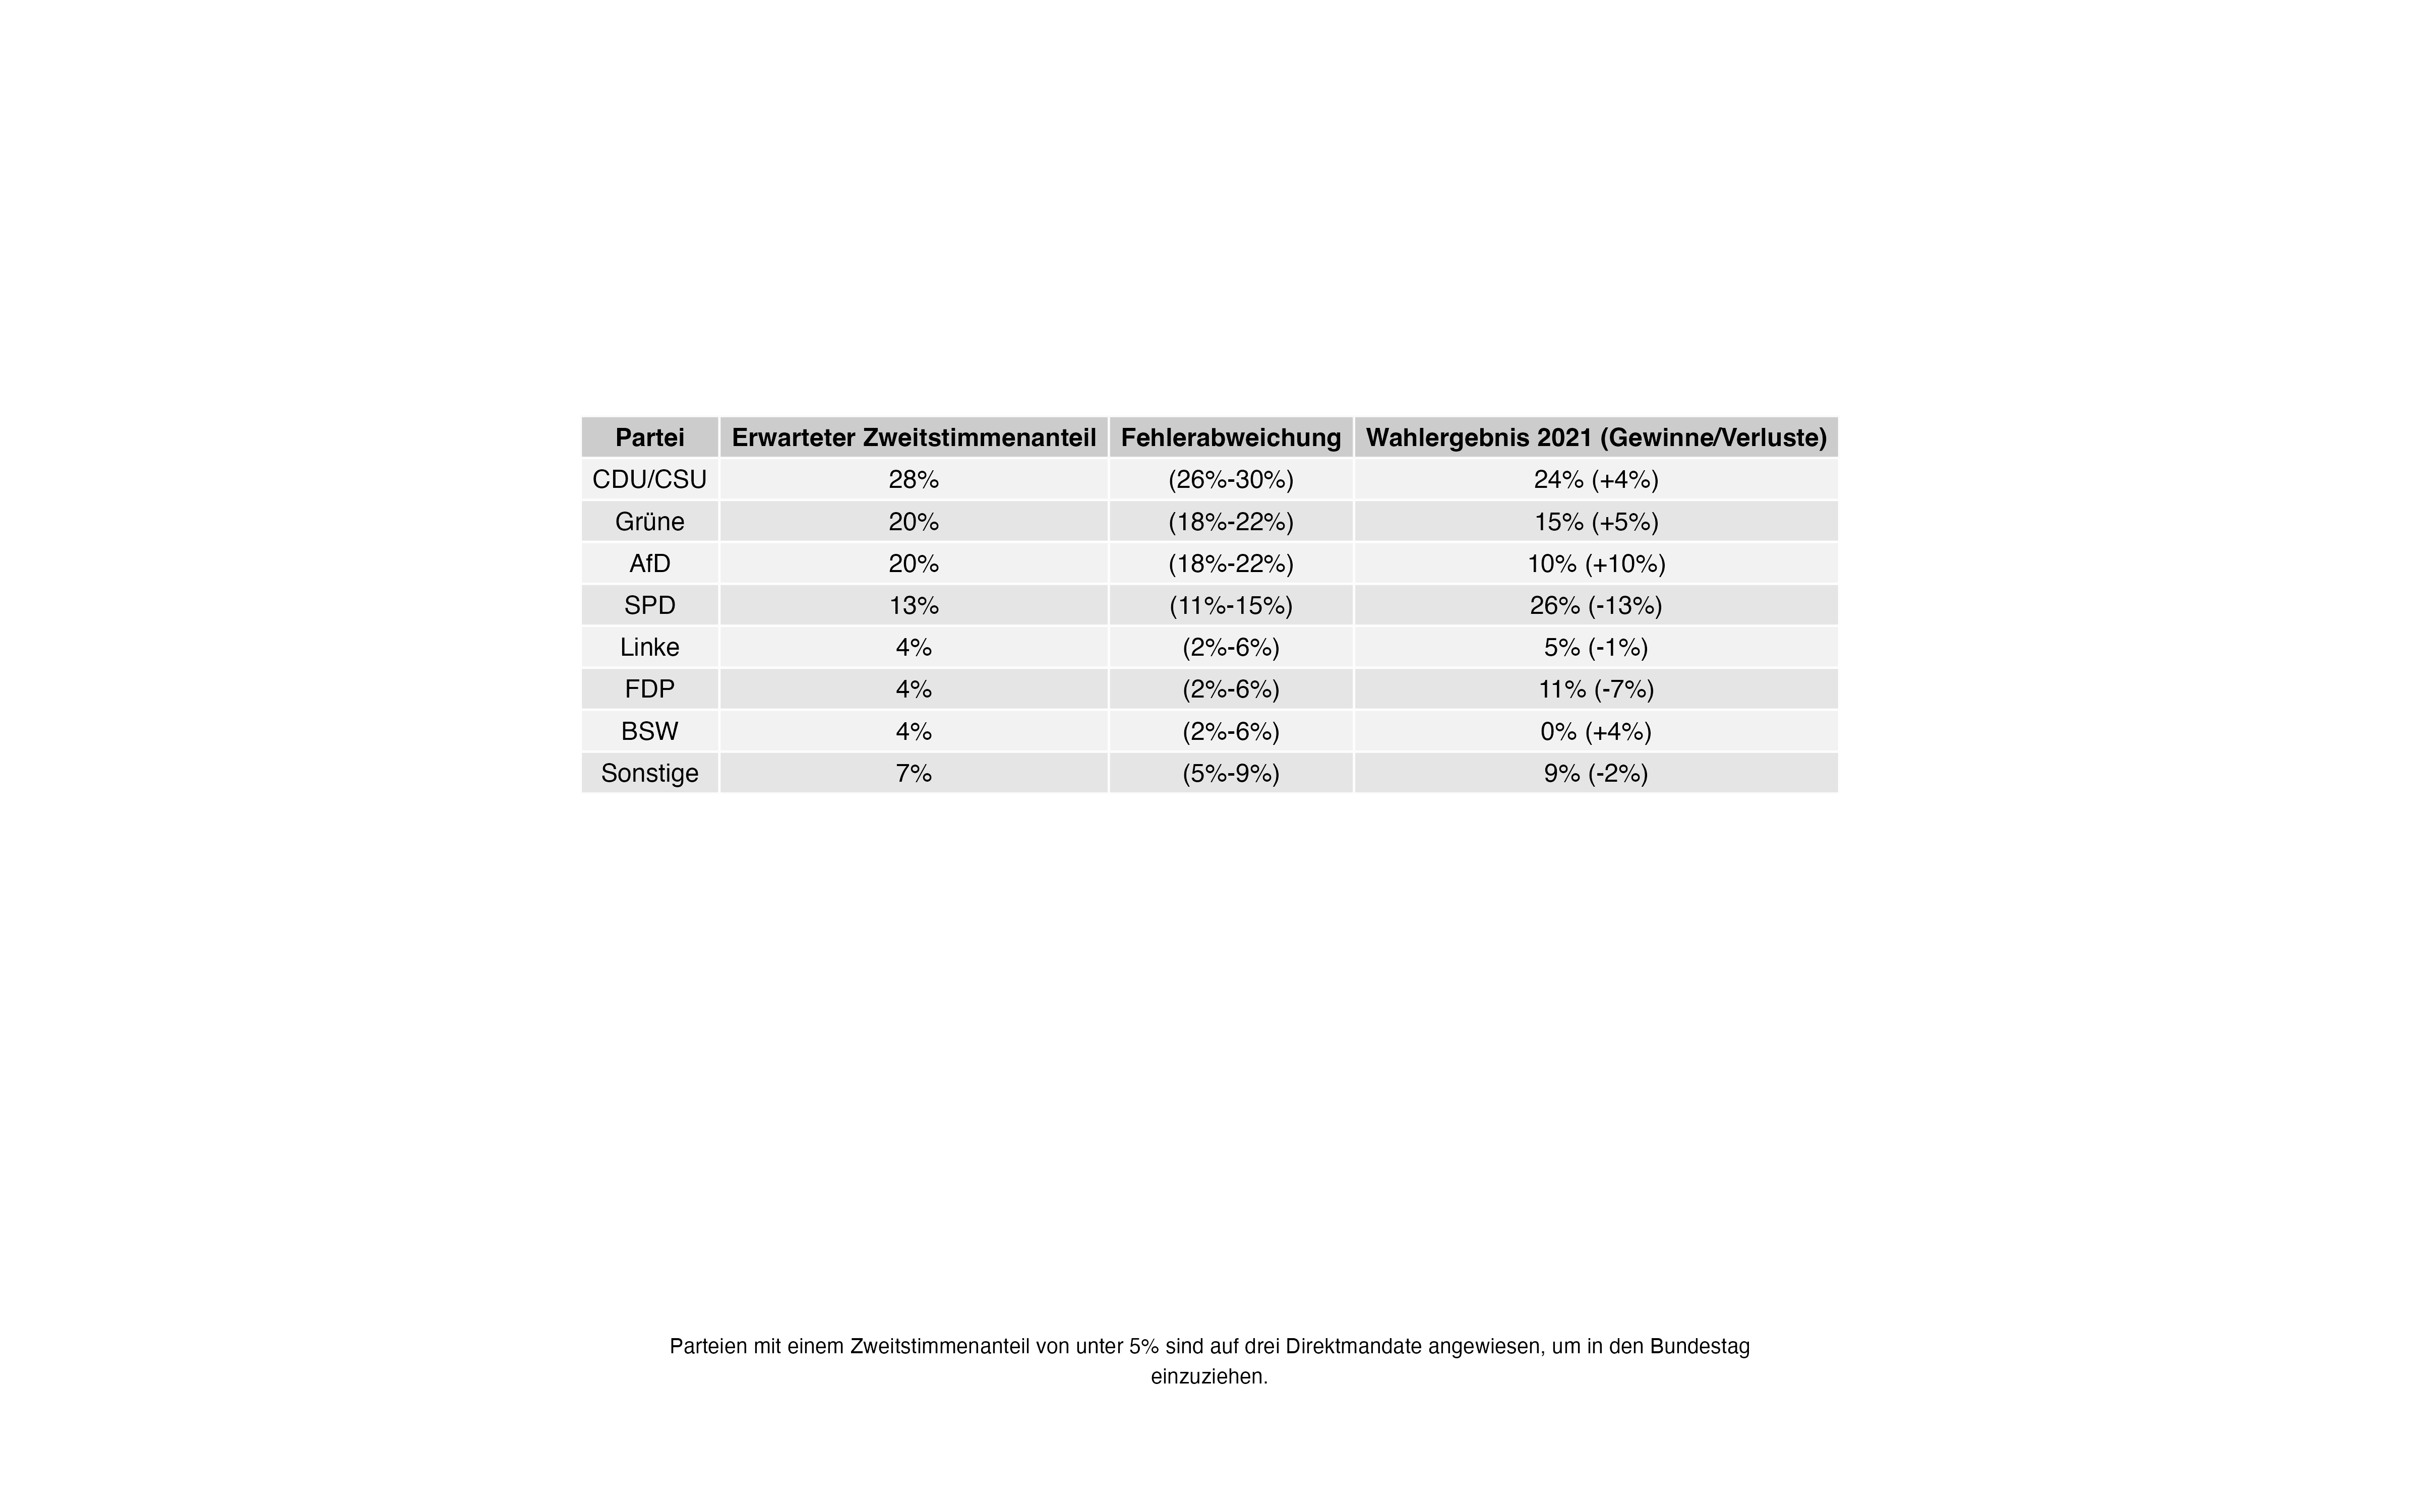 Partei Erwarteter Zweitstimmenanteil Fehlerabweichung Wahlergebnis 2021 (Gewinne/Verluste)
CDU/CSU 28% (26%-30%) 24% (+4%)
Grüne 20% (18%-22%) 15% (+5%)
AfD 20% (18%-22%) 10% (+10%)
SPD 13% (11%-15%) 26% (-13%)
Linke 4% (2%-6%) 5% (-1%)
FDP 4% (2%-6%) 11% (-7%)
BSW 4% (2%-6%) 0% (+4%)
Sonstige 7% (5%-9%) 9% (-2%)
Parteien mit einem Zweitstimmenanteil von unter 5% sind auf drei Direktmandate angewiesen, um in den Bundestag
einzuziehen.